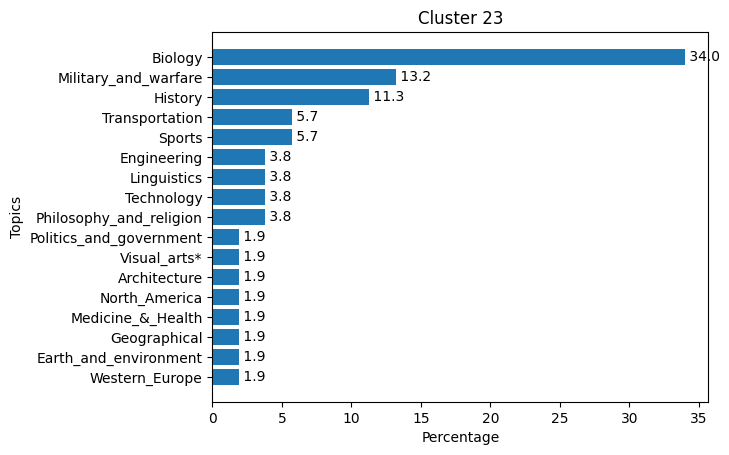 Cluster 23
Biology 34.0
Military_and_warfare 13.2
History 11.3
Transportation 5.7
Sports 5.7
Engineering 3.8
Linguistics 3.8
Technology 3.8
Philosophy_and_religion 3.8
Politics_and_government 1.9
Visual_arts* 1.9
Architecture 1.9
North_America 1.9
Medicine_&_Health 1.9
Geographical 1.9
Earth_and_environment 1.9
Western_Europe 1.9
Topics
0 5 10 15 20 25 30 35
Percentage